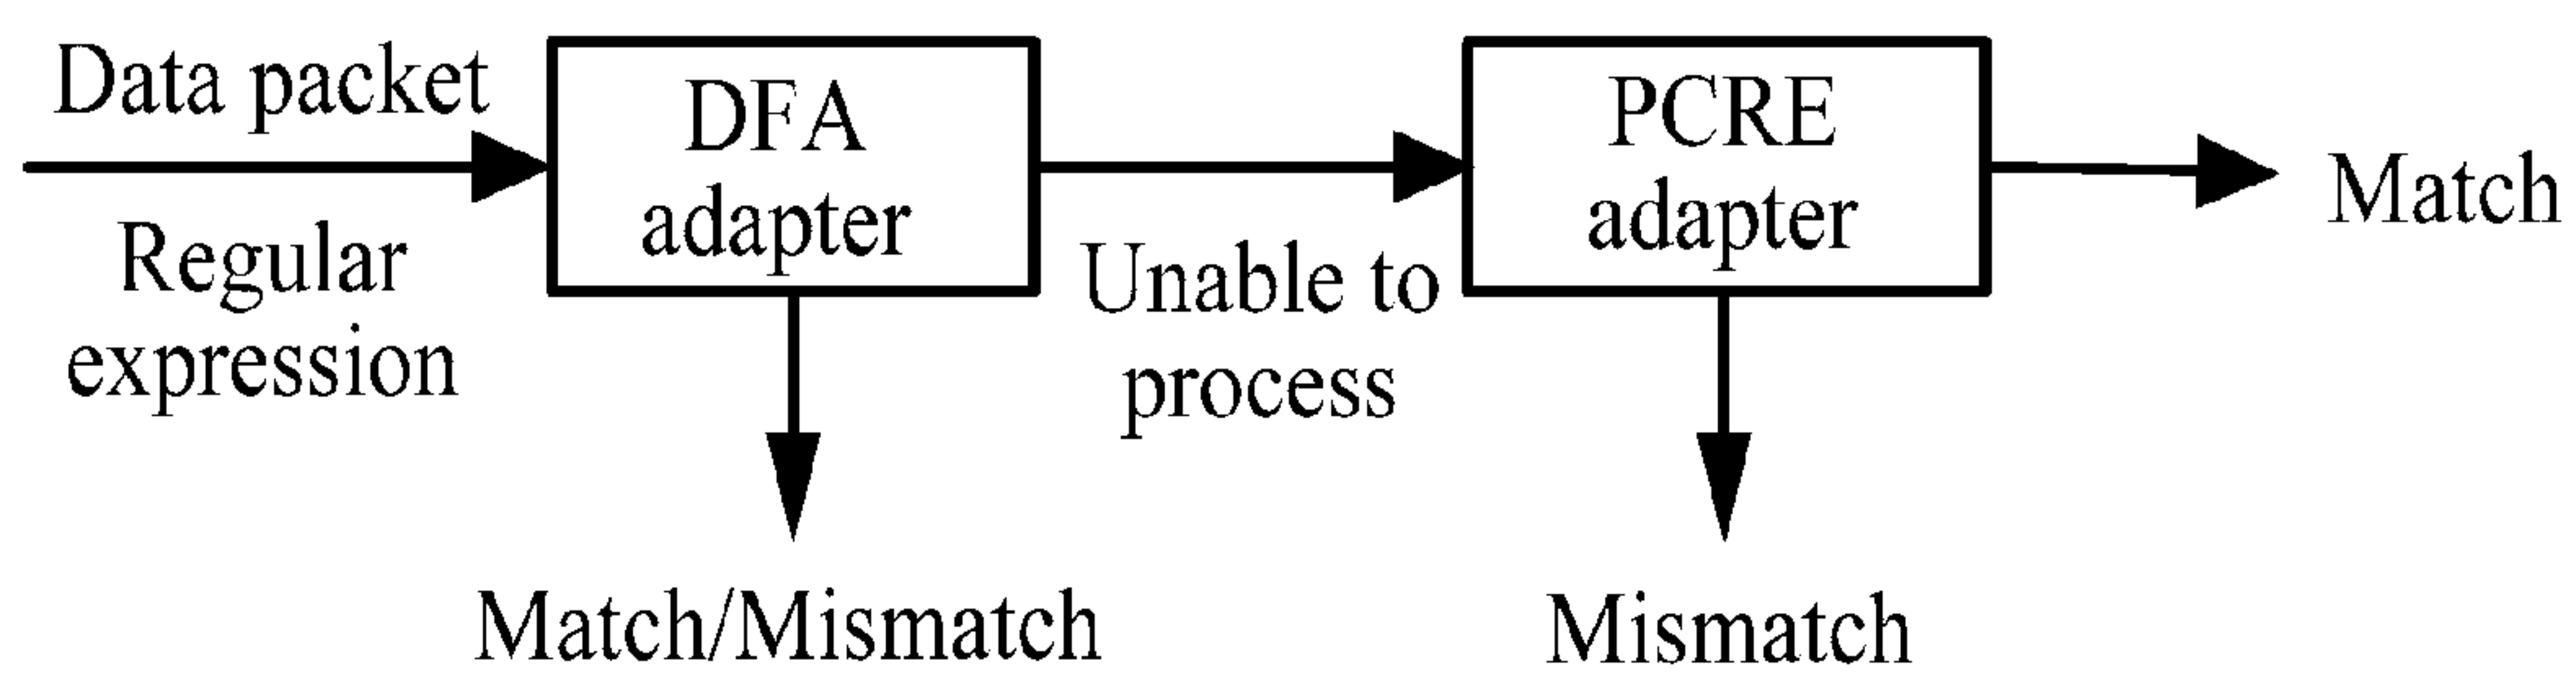 Data packet
Regular
expression
DFA
adapter
Unable to
process
PCRE
adapter
Match
Match/Mismatch
Mismatch